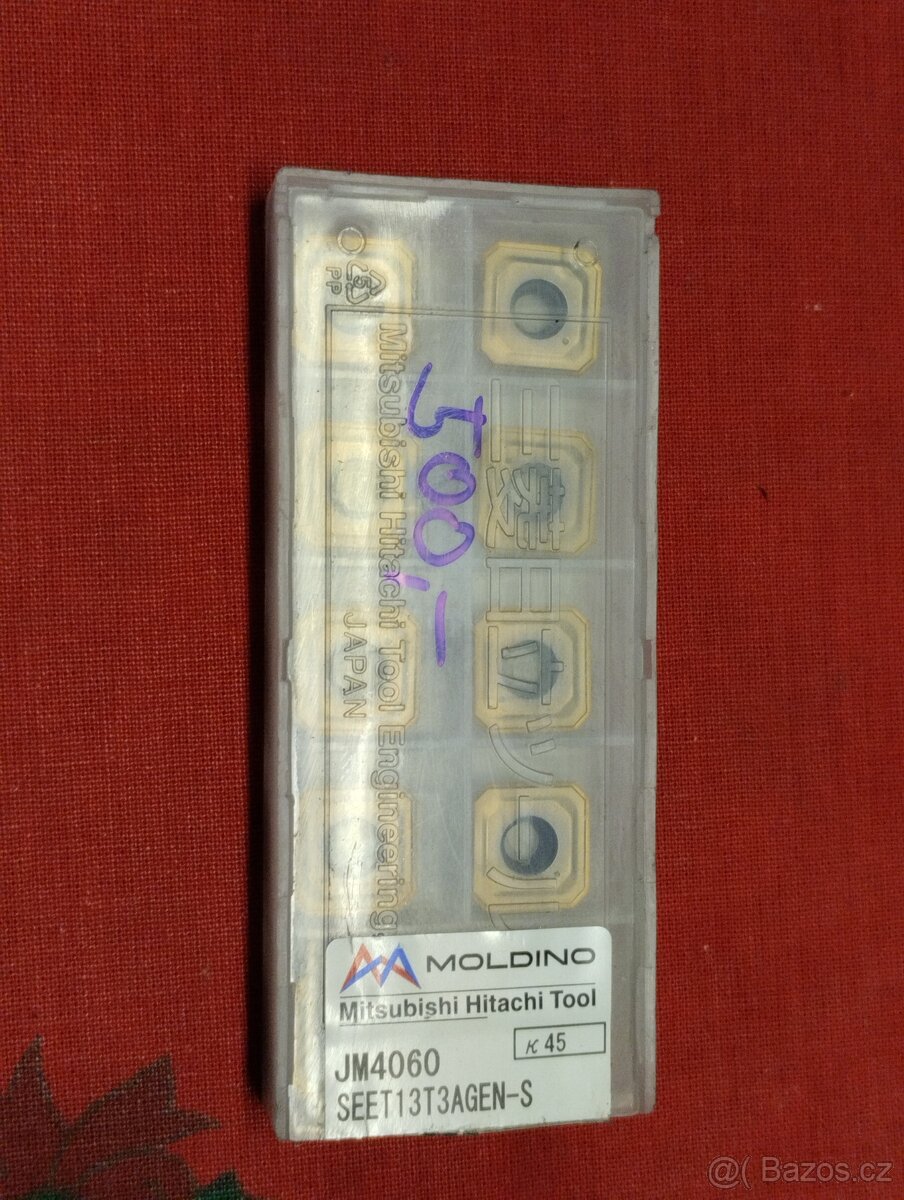 PP
Mitsubishi Hitachi Tool Engineering,
JAPAN
三菱日立ツール
500,-
MOLDINO
Mitsubishi Hitachi Tool
κ 45
JM4060
SEET13T3AGEN-S
@( Bazos.cz